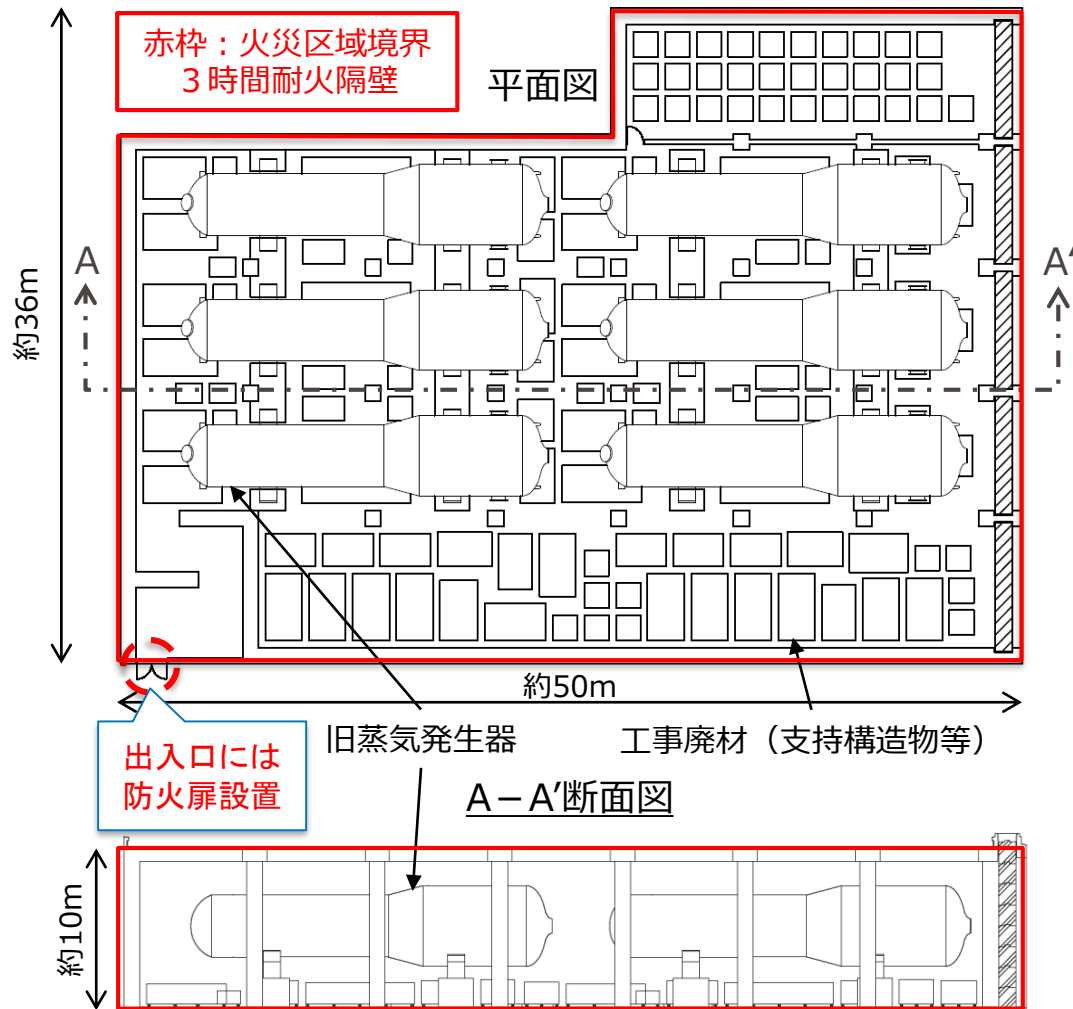 赤枠：火災区域境界
３時間耐火隔壁
平面図
約36m
A
A′
約50m
出入口には
防火扉設置
旧蒸気発生器
工事廃材（支持構造物等）
A－A′断面図
約10m